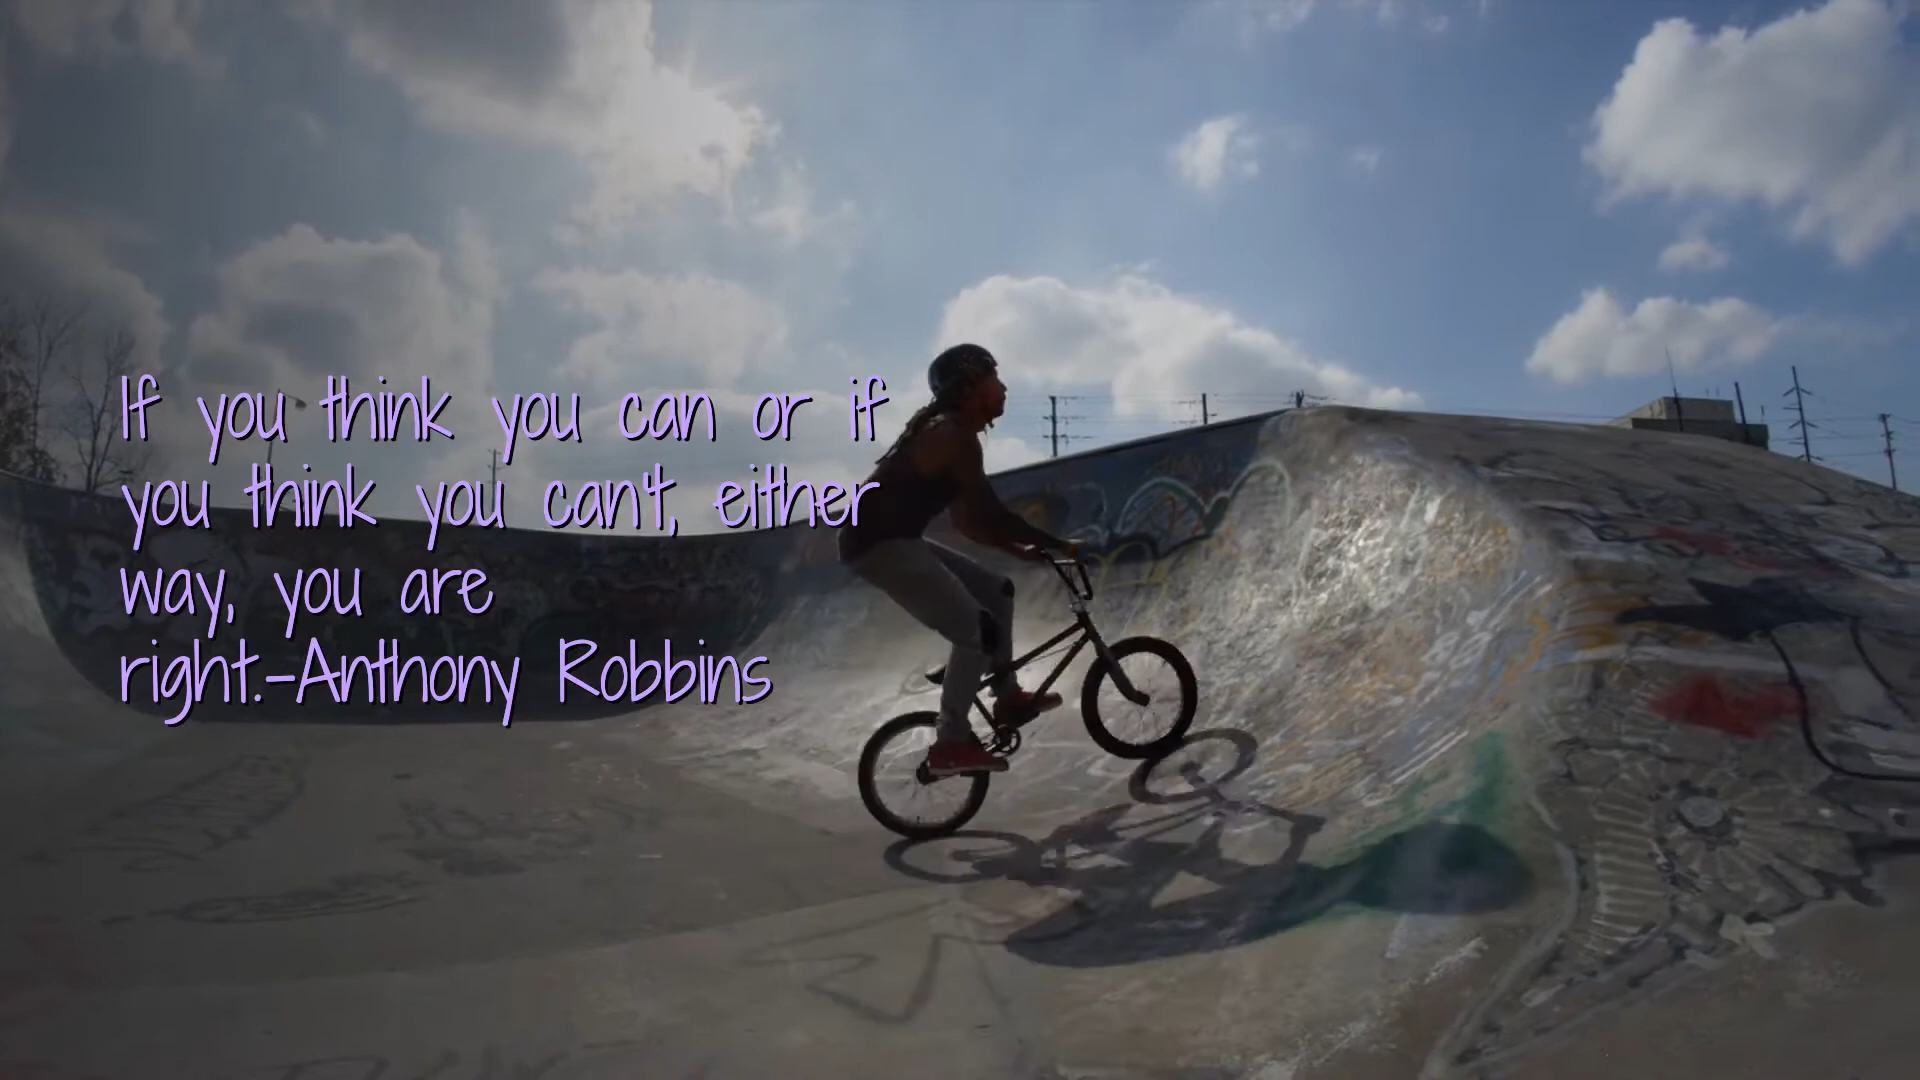 If you think you can or if
you think you can't, either
way, you are
right.-Anthony Robbins